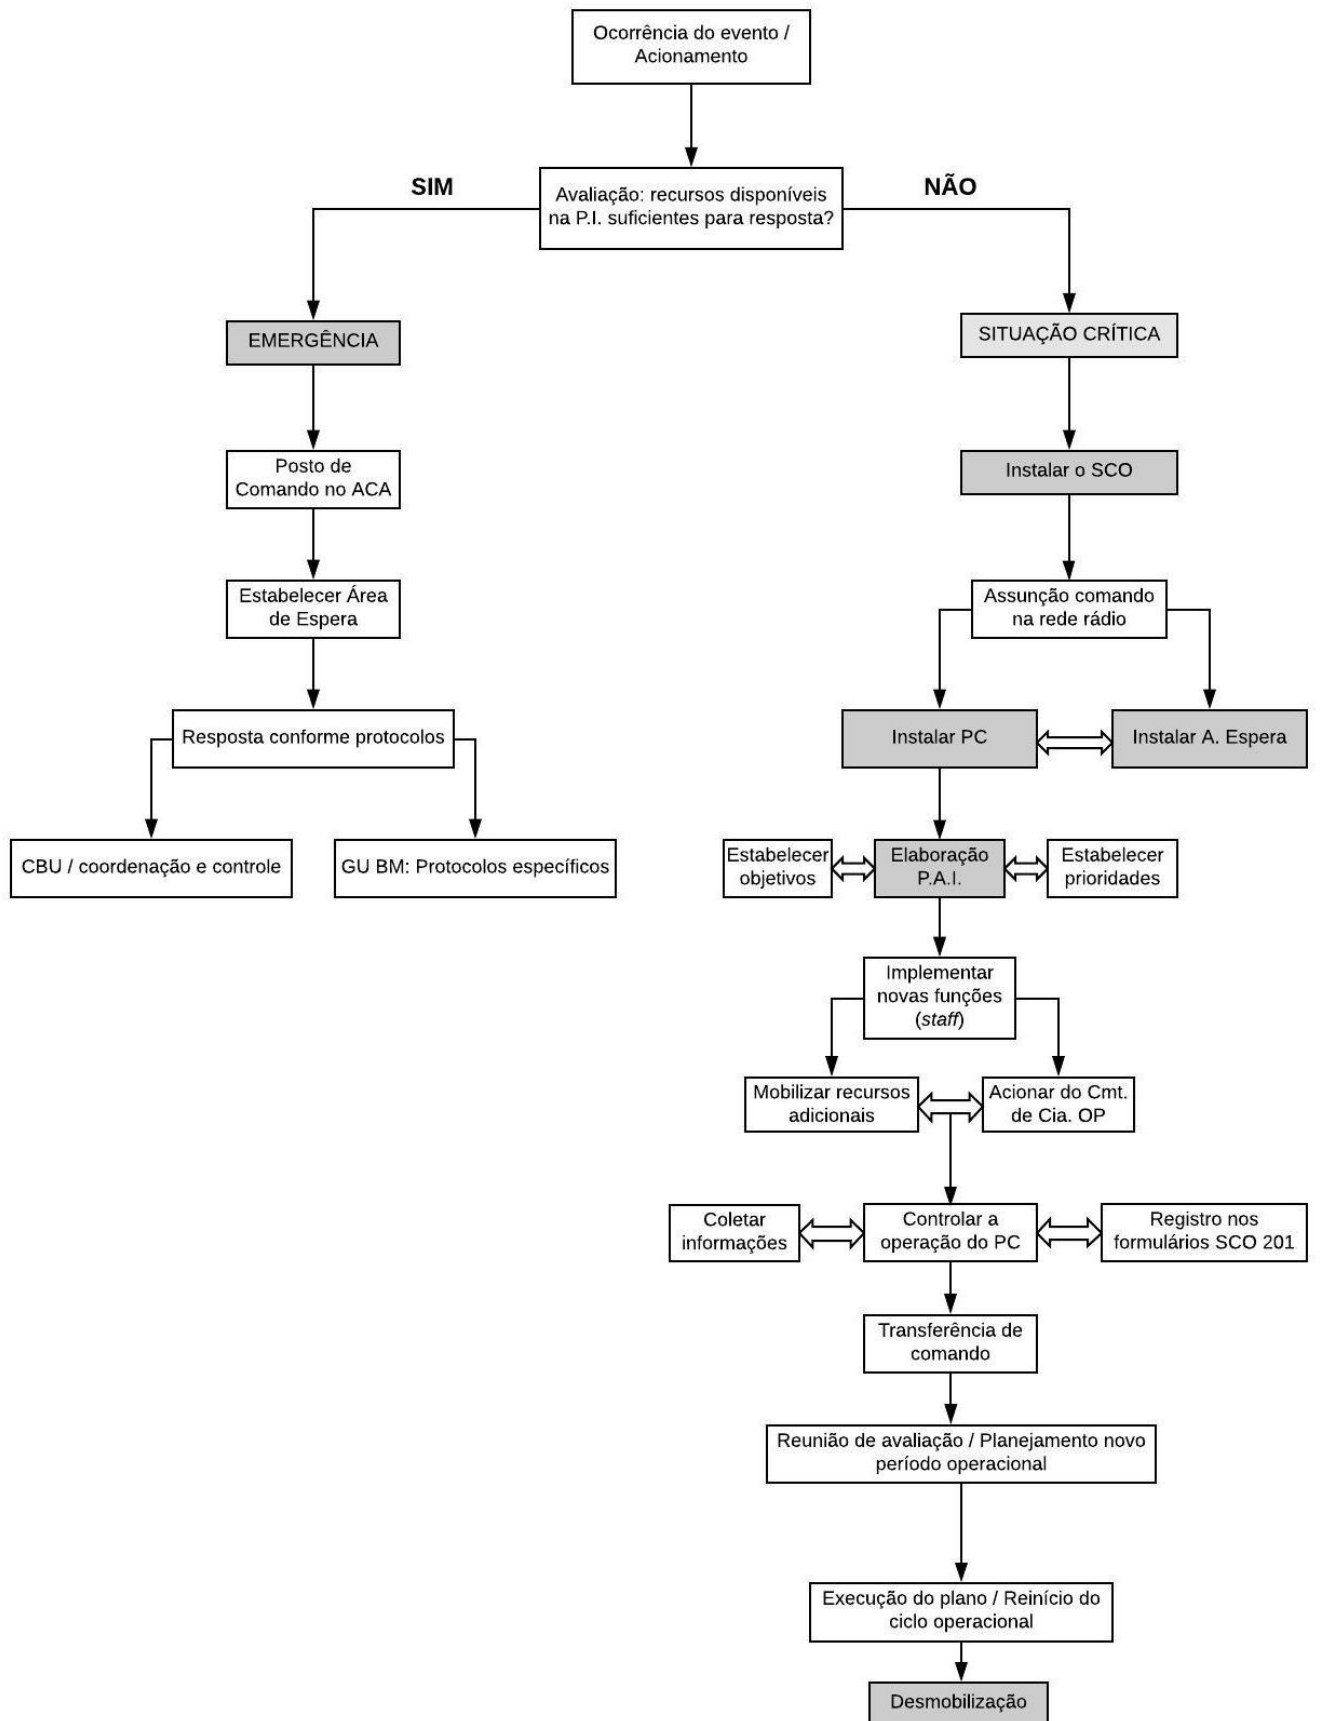 Ocorrência do evento /
Acionamento
SIM
Avaliação: recursos disponíveis
na P.I. suficientes para resposta?
NÃO
EMERGÊNCIA
SITUAÇÃO CRÍTICA
Posto de
Comando no ACA
Instalar o SCO
Estabelecer Área
de Espera
Assunção comando
na rede rádio
Resposta conforme protocolos
Instalar PC
Instalar A. Espera
CBU / coordenação e controle
GU BM: Protocolos específicos
Estabelecer
objetivos
Elaboração
P.A.I.
Estabelecer
prioridades
Implementar
novas funções
(staff)
Mobilizar recursos
adicionais
Acionar do Cmt.
de Cia. OP
Coletar
informações
Controlar a
operação do PC
Registro nos
formulários SCO 201
Transferência de
comando
Reunião de avaliação / Planejamento novo
período operacional
Execução do plano / Reinício do
ciclo operacional
Desmobilização